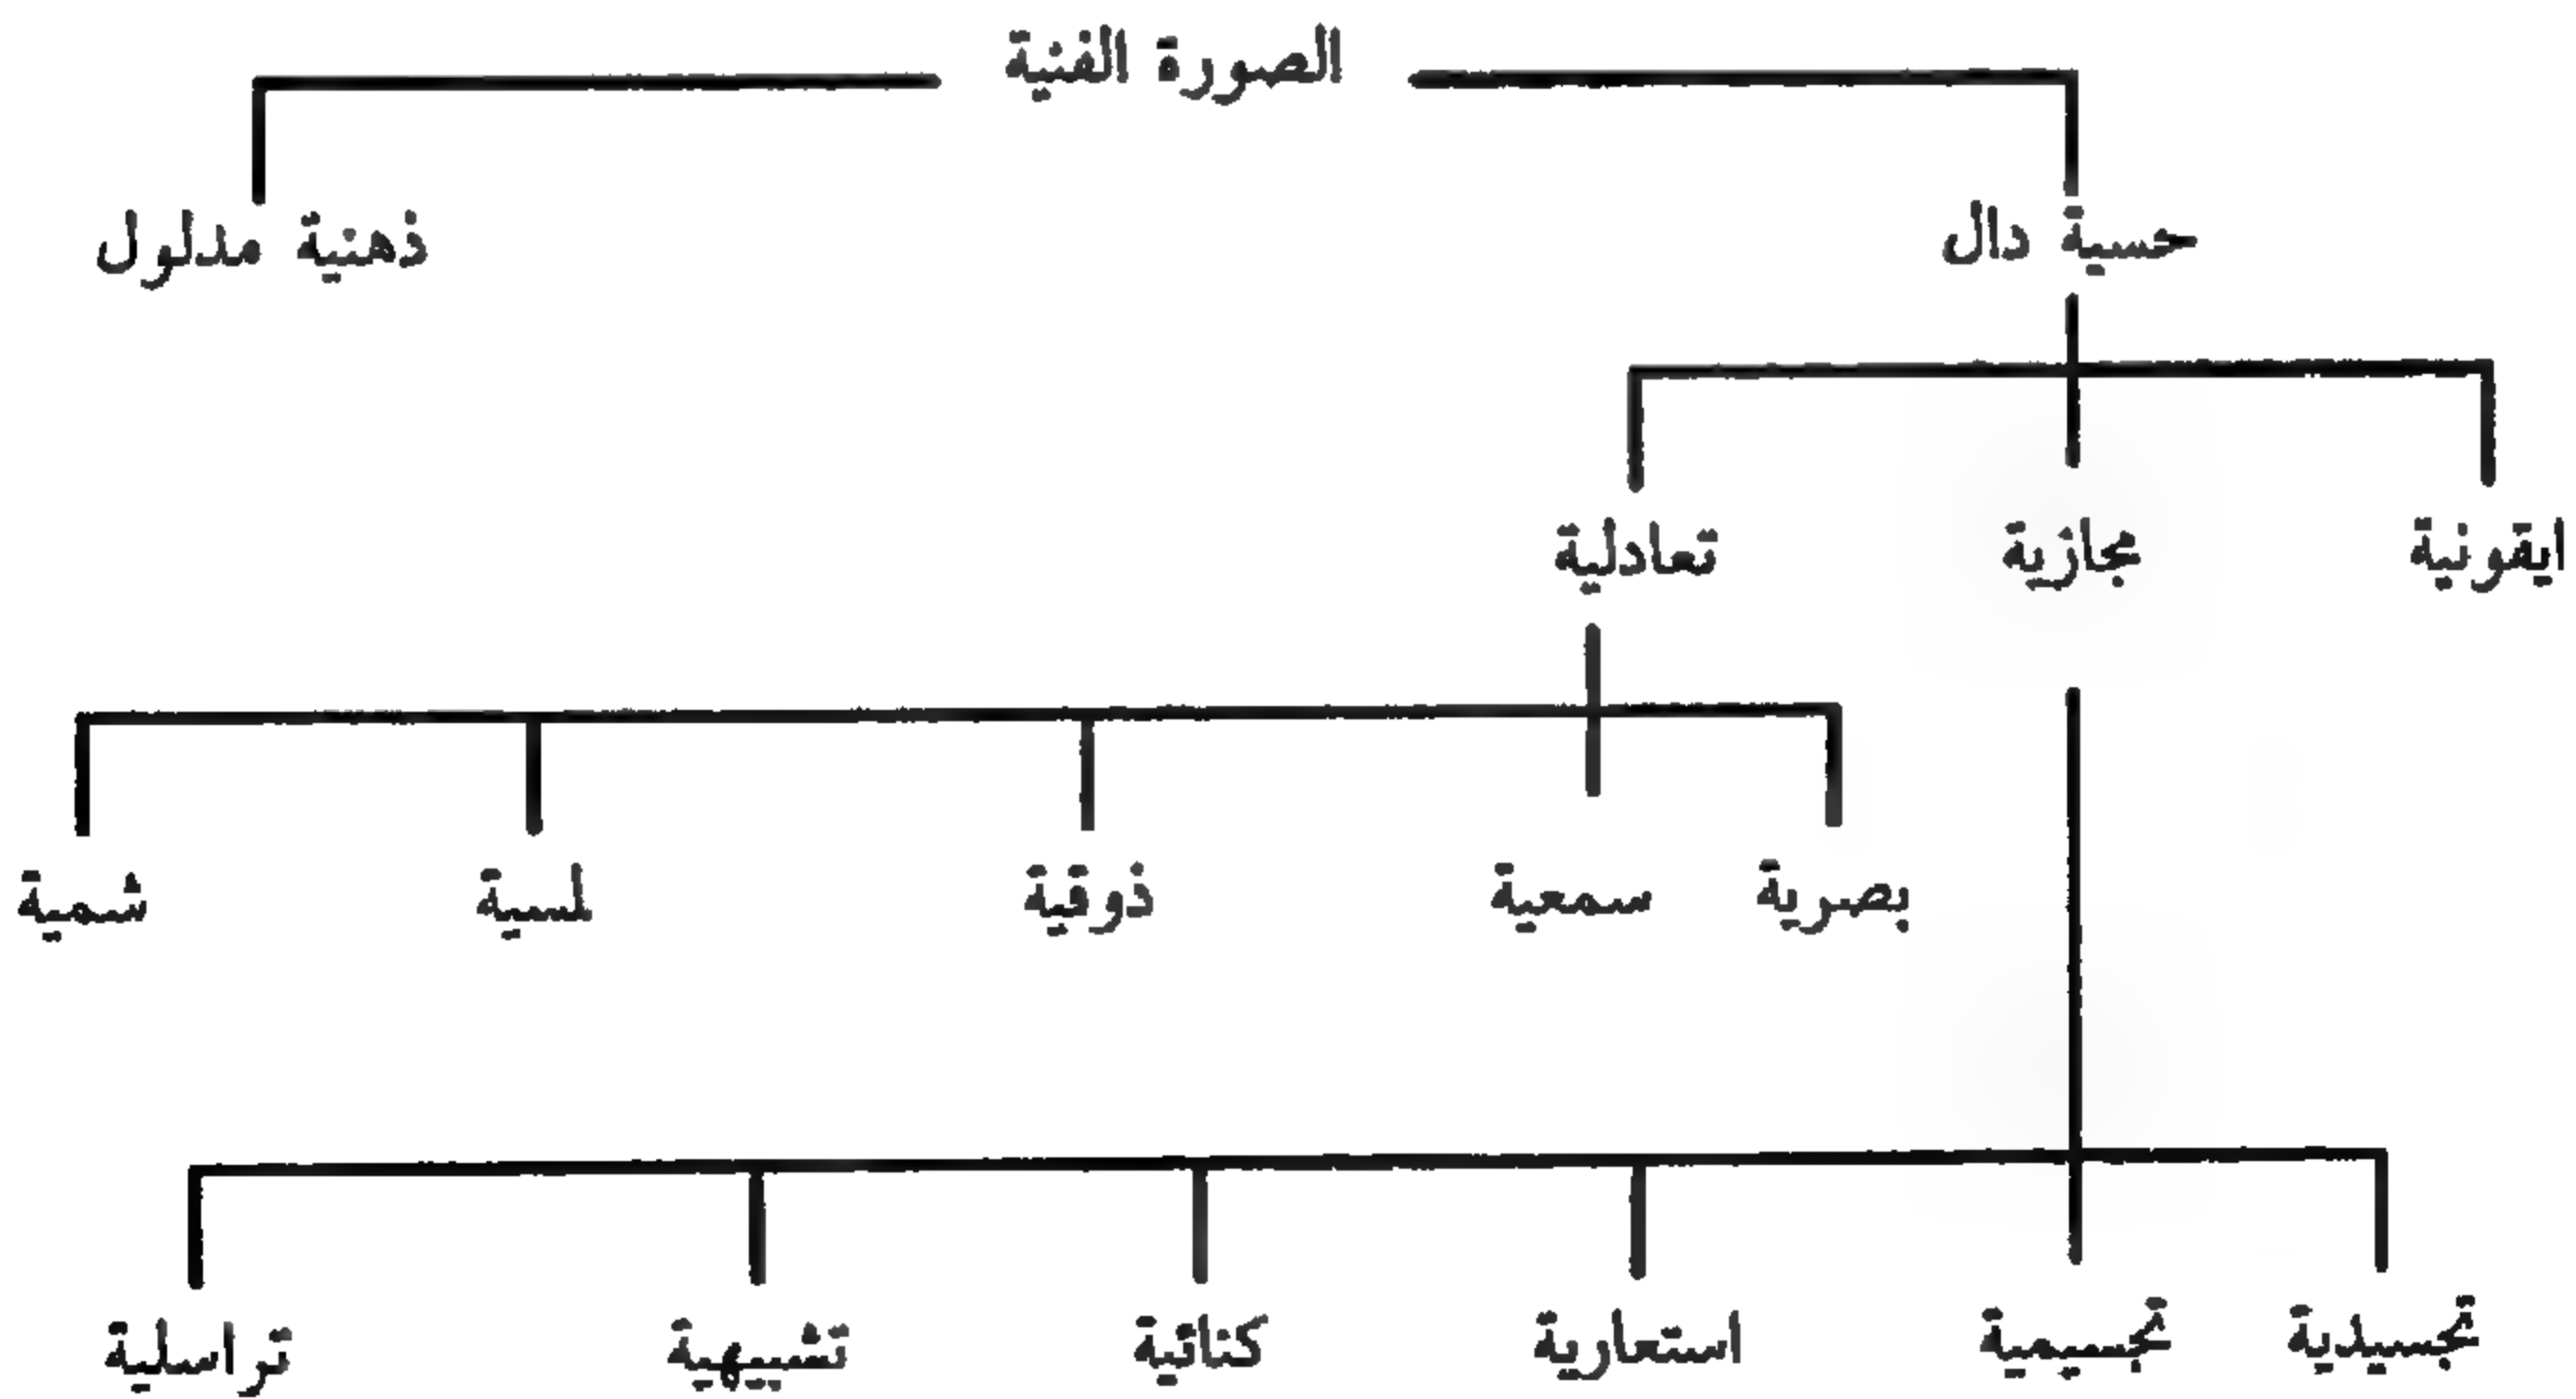 الصورة الفنية
حسية دال ذهنية مدلول
ايقونية مجازية تعادلية
بصرية سمعية ذوقية لمسية شمية
تجسيدية تجسيمية استعارية كنائية تشبيهية تراسلية